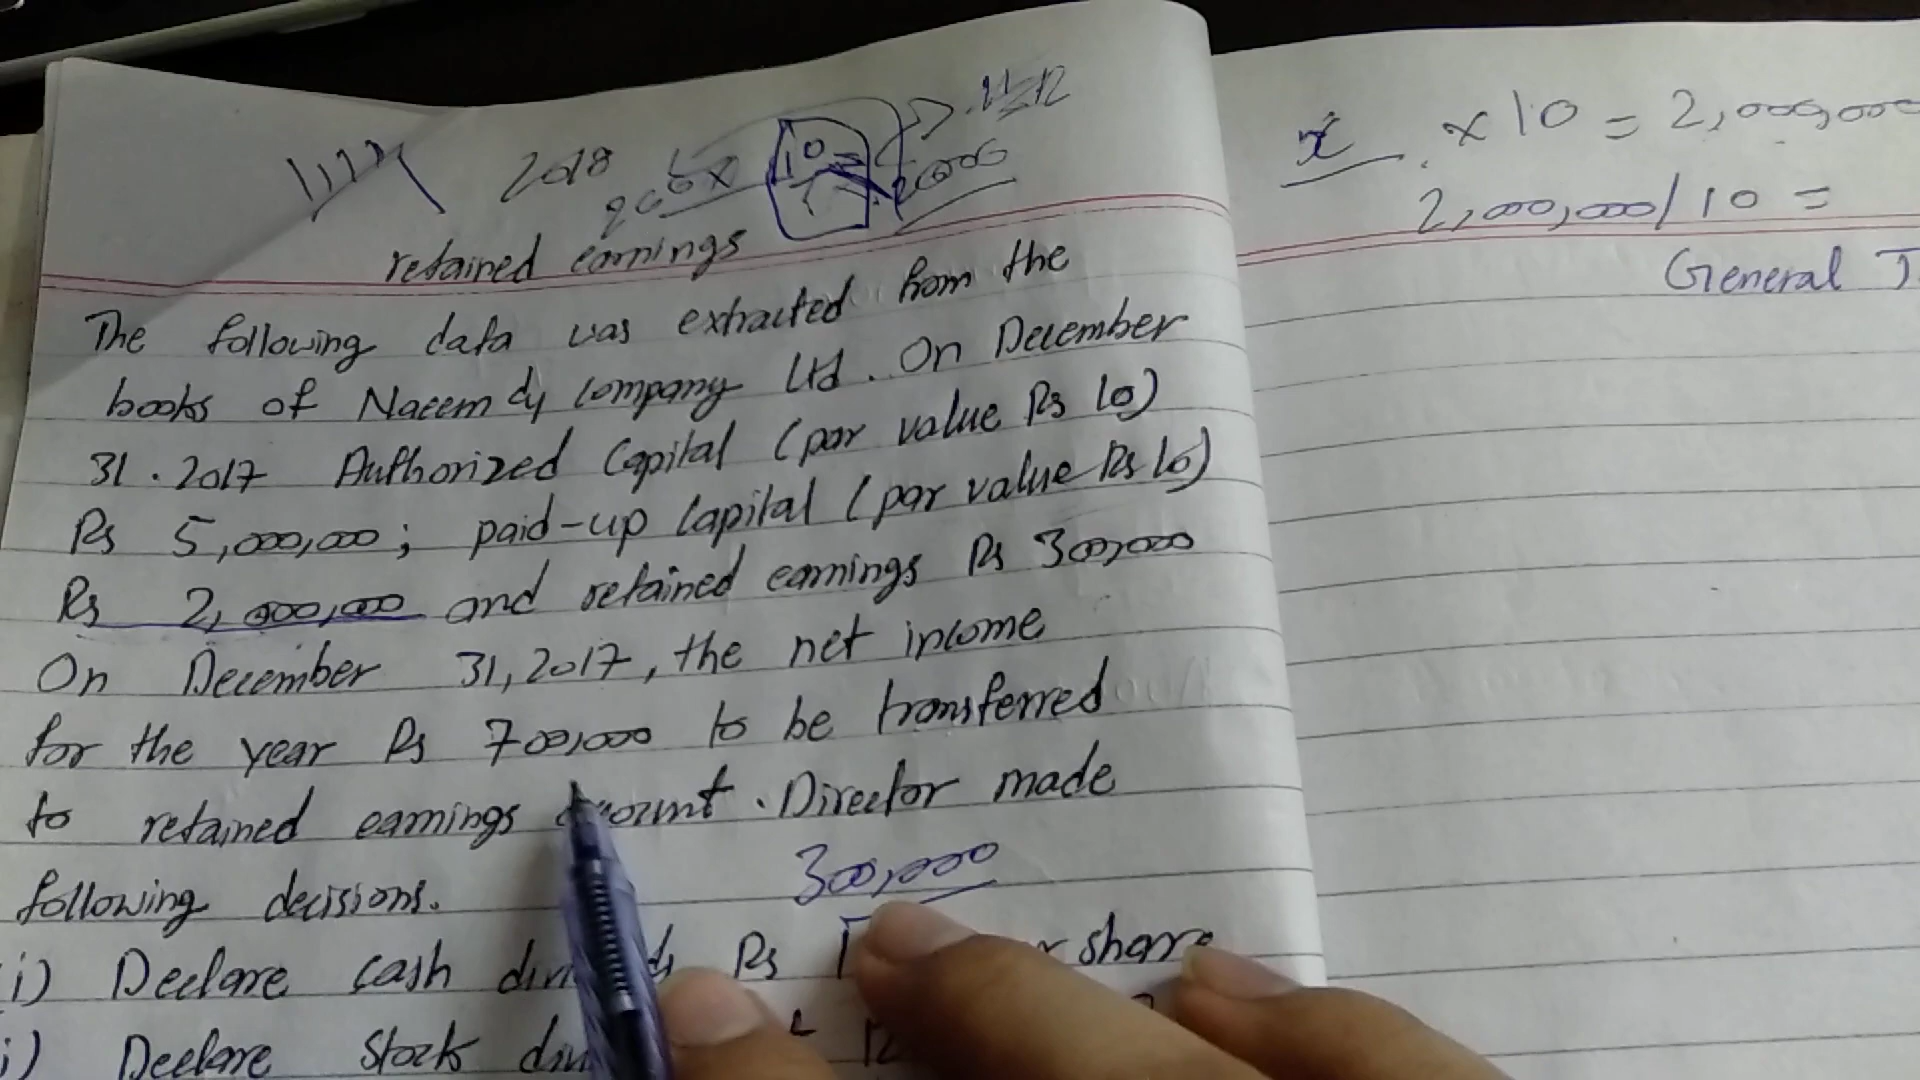 2018
10
retained earnings
The following data was extracted from the
books of Naeem dy company Ltd. On December
31.2017 Authorized Capital (par value Rs 10)
Rs 5,000,000; paid-up Capital (par value Rs 10)
Rs 2,000,000 and retained earnings Rs 300,000
On December 31, 2017, the net income
for the year Rs 700,000 to be transferred
to retained earnings. Director made
following decisions.
300,000
i) Declare cash Rs share
Declare stock
x × 10 = 2,000,000
2,000,000/10 =
General J